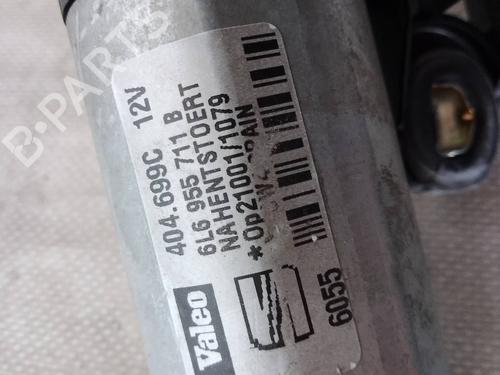 404.699C 12V
6L6 955 711 B
NAHENTSTOERT
*Op21001/1079
Valeo
6055
B-PARTS